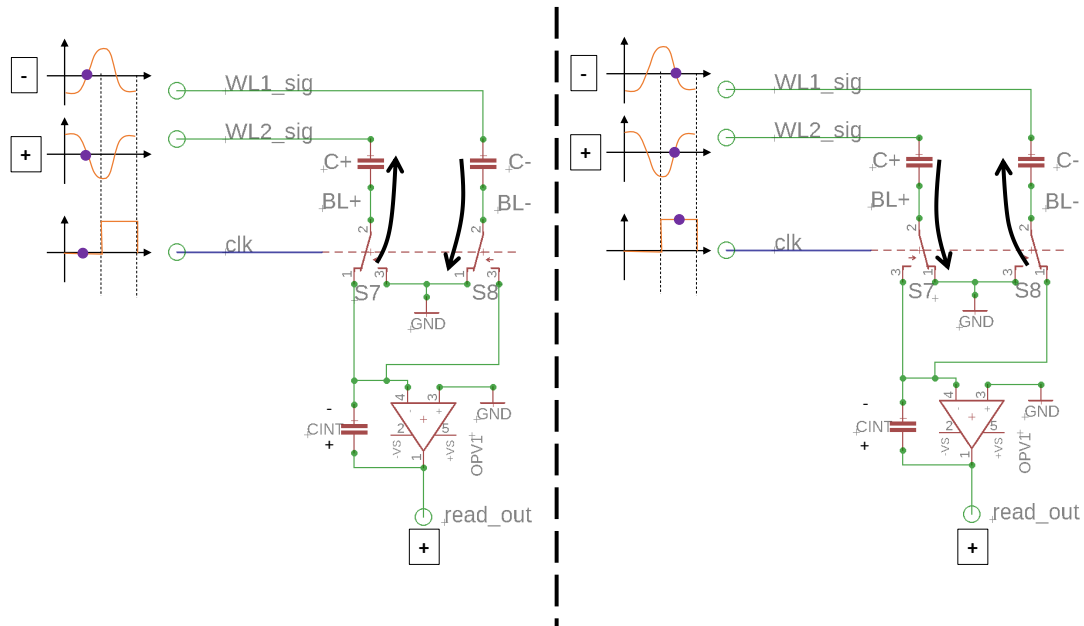 -
WL1_sig
+
WL2_sig
C+
C-
BL+
BL-
clk
2
2
1
3
1
3
S7
S8
GND
4
3
-
+
GND
-
CINT
+
2
5
-VS
+VS
1
OPV1
read_out
+
-
WL1_sig
+
WL2_sig
C+
C-
BL+
BL-
clk
2
2
3
1
3
1
S7
S8
GND
4
3
-
+
GND
-
CINT
+
2
5
-VS
+VS
1
OPV1
read_out
+